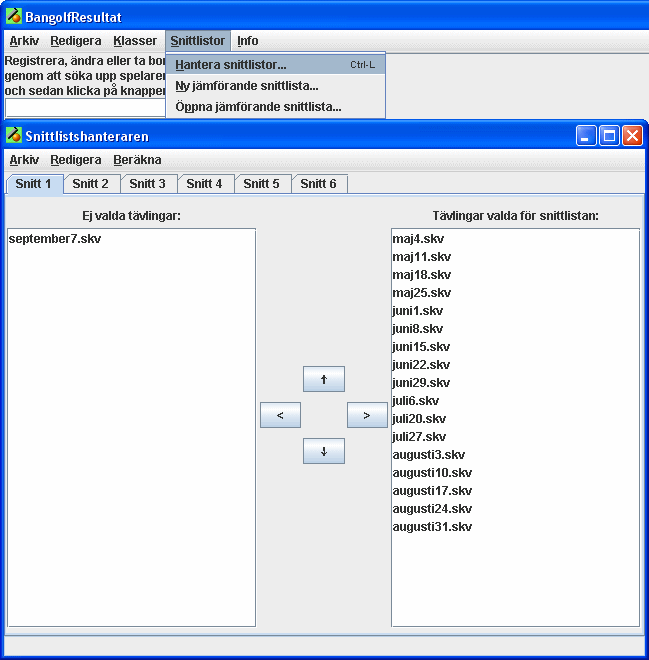 BangolfResultat
Arkiv Redigera Klasser Snittlistor Info
Registrera, ändra eller ta bor
genom att söka upp spelaren
och sedan klicka på knappen
Hantera snittlistor... Ctrl-L
Ny jämförande snittlista...
Öppna jämförande snittlista...
Snittlistshanteraren
Arkiv Redigera Beräkna
Snitt 1 Snitt 2 Snitt 3 Snitt 4 Snitt 5 Snitt 6
Ej valda tävlingar:
september7.skv
↑
< >
↓
Tävlingar valda för snittlistan:
maj4.skv
maj11.skv
maj18.skv
maj25.skv
juni1.skv
juni8.skv
juni15.skv
juni22.skv
juni29.skv
juli6.skv
juli20.skv
juli27.skv
augusti3.skv
augusti10.skv
augusti17.skv
augusti24.skv
augusti31.skv